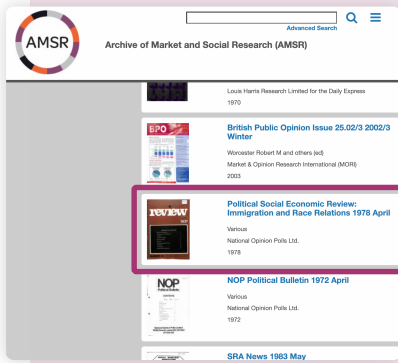 Advanced Search
AMSR
Archive of Market and Social Research (AMSR)
Louis Harris Research Limited for the Daily Express
1970
BPO
British Public Opinion Issue 25.02/3 2002/3
Winter
Worcester Robert M and others (ed)
Market & Opinion Research International (MORI)
2003
review
Political Social Economic Review:
Immigration and Race Relations 1978 April
Various
National Opinion Polls Ltd.
1978
NOP
Political Bulletin
NOP Political Bulletin 1972 April
Various
National Opinion Polls Ltd.
1972
SRA News 1983 May